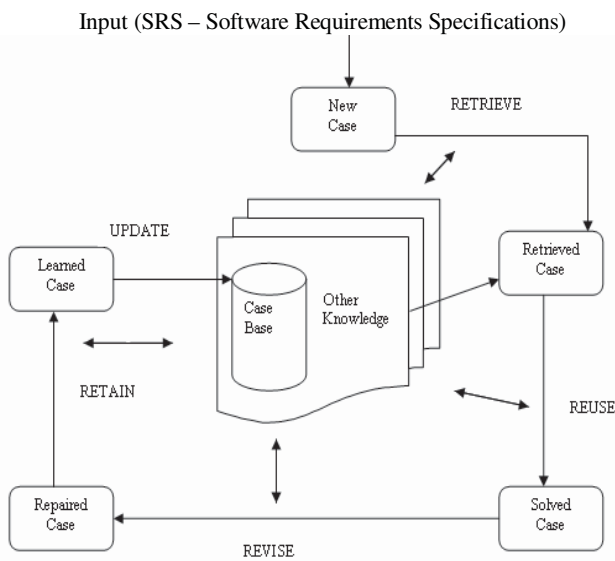 Input (SRS – Software Requirements Specifications)
New
Case
RETRIEVE
UPDATE
Learned
Case
Retrieved
Case
Case
Base
Other
Knowledge
RETAIN
REUSE
Repaired
Case
Solved
Case
REVISE